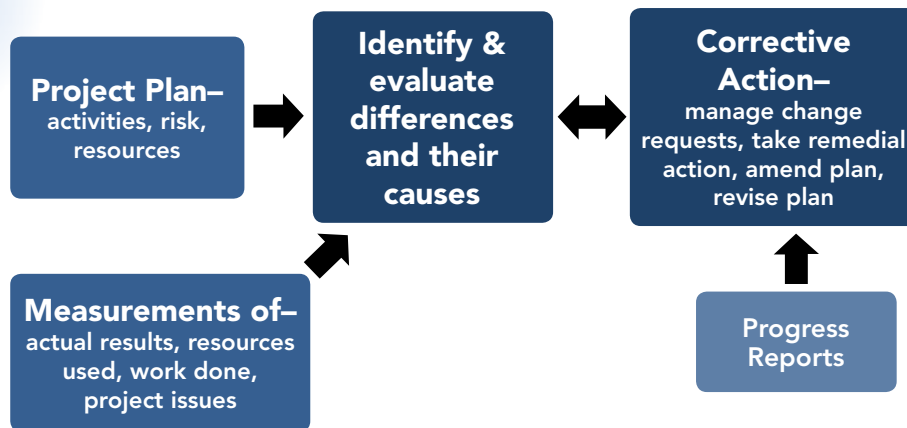 Project Plan–
activities, risk,
resources
Identify &
evaluate
differences
and their
causes
Corrective
Action–
manage change
requests, take remedial
action, amend plan,
revise plan
Measurements of–
actual results, resources
used, work done,
project issues
Progress
Reports